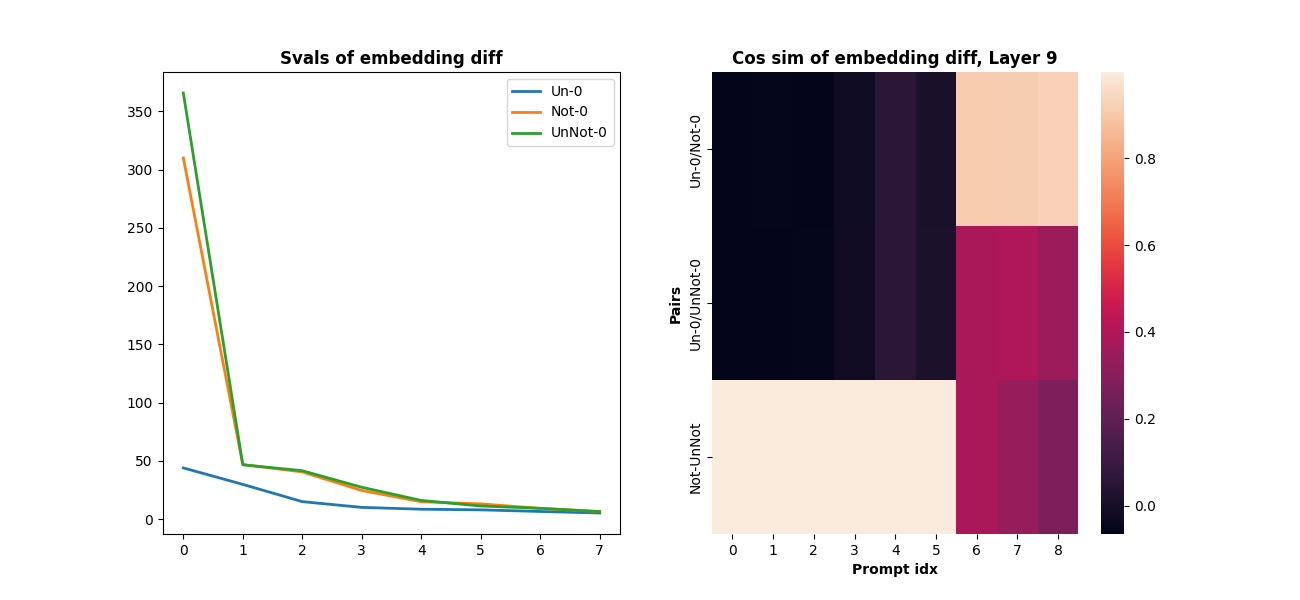 Svals of embedding diff
350
300
250
200
150
100
50
0
0 1 2 3 4 5 6 7
Un-0
Not-0
UnNot-0
Cos sim of embedding diff, Layer 9
Pairs
Un-0/Not-0
Un-0/UnNot-0
Not-UnNot
0 1 2 3 4 5 6 7 8
Prompt idx
0.8
0.6
0.4
0.2
0.0